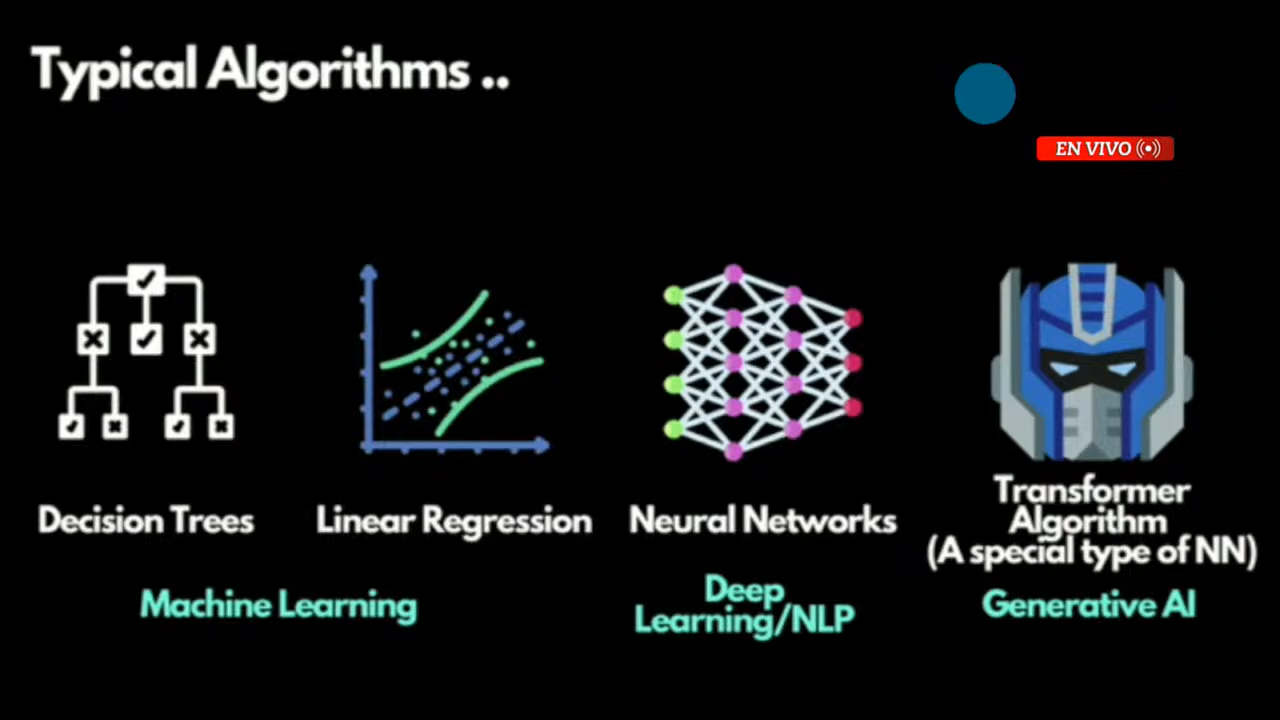 Typical Algorithms ..
EN VIVO
Decision Trees
Linear Regression
Neural Networks
Transformer
Algorithm
(A special type of NN)
Machine Learning
Deep
Learning/NLP
Generative AI